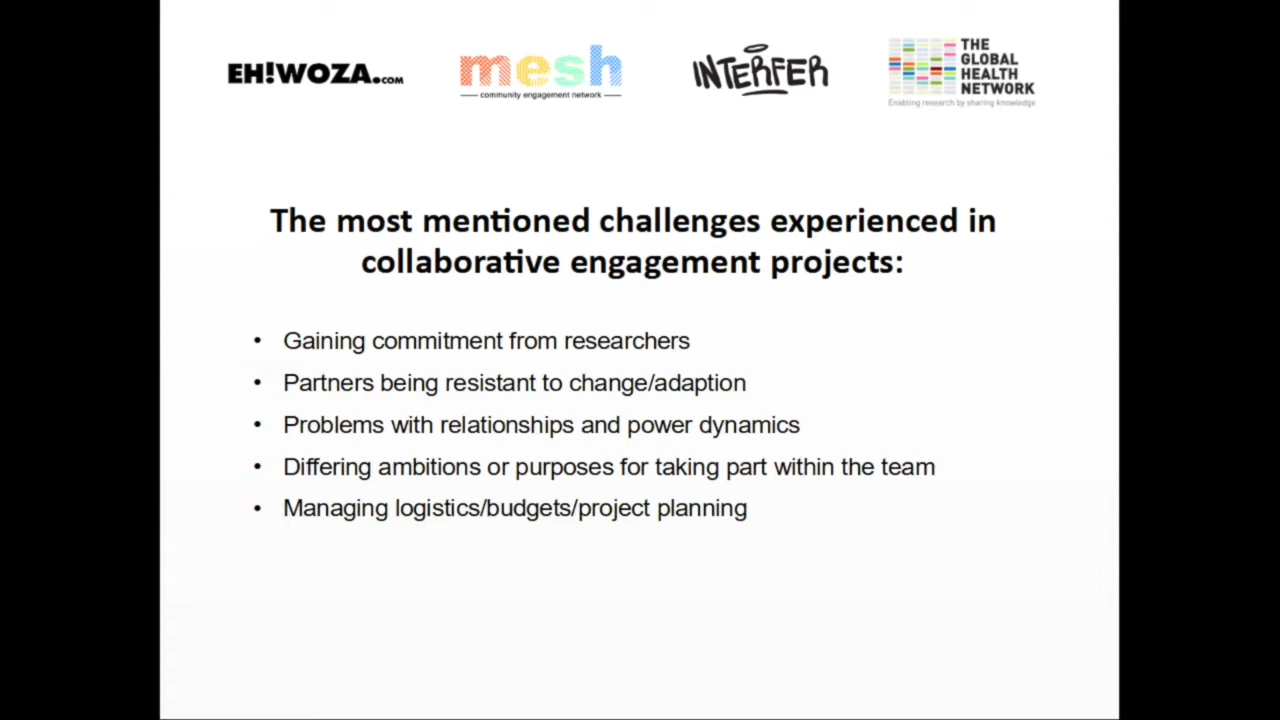 EH!WOZA.COM
mesh
community engagement network
INTERFER
THE
GLOBAL
HEALTH
NETWORK
Enabling research by sharing knowledge
The most mentioned challenges experienced in
collaborative engagement projects:
• Gaining commitment from researchers
• Partners being resistant to change/adaption
• Problems with relationships and power dynamics
• Differing ambitions or purposes for taking part within the team
• Managing logistics/budgets/project planning